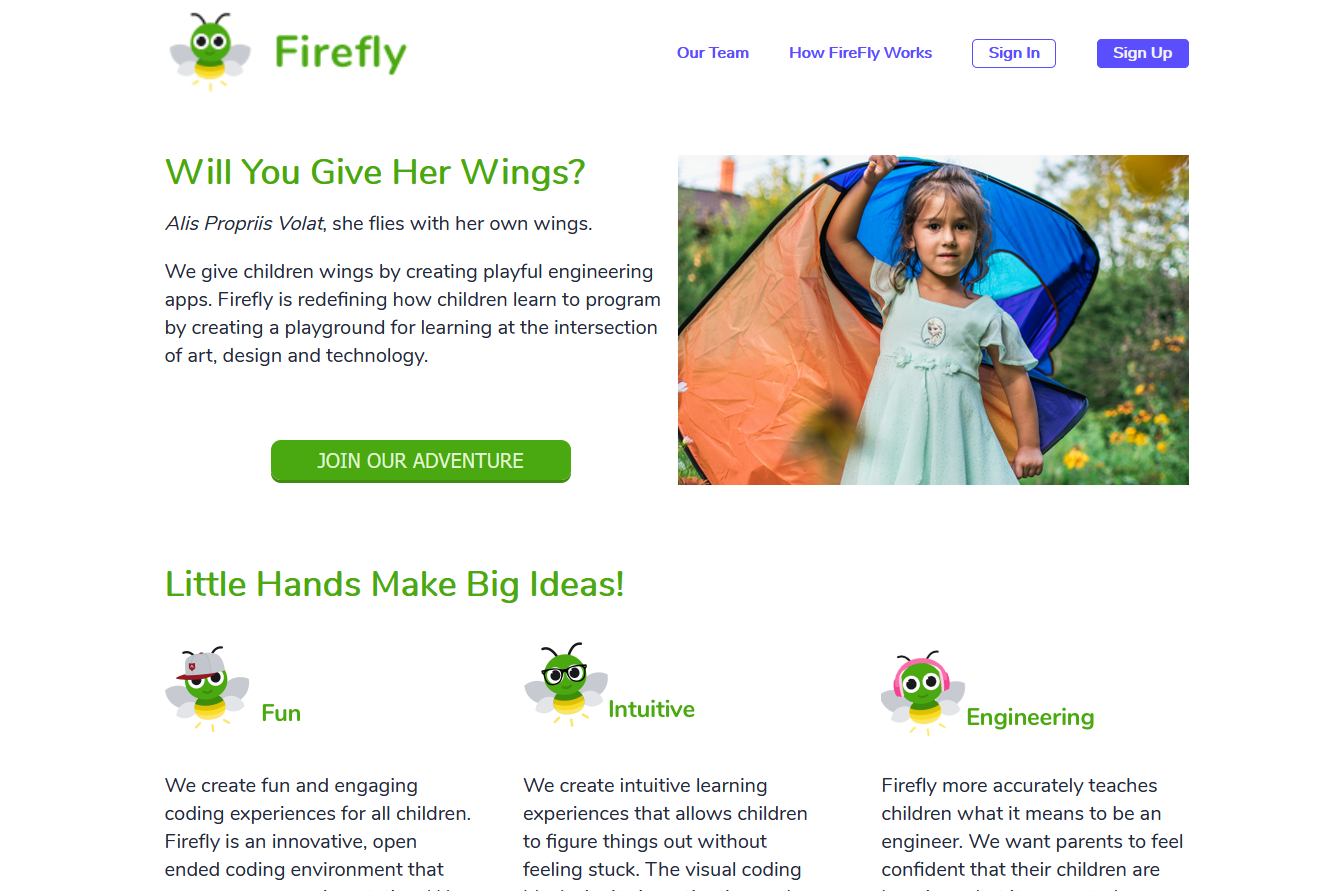 Firefly
Our Team
How FireFly Works
Sign In
Sign Up
Will You Give Her Wings?
Alis Propriis Volat, she flies with her own wings.
We give children wings by creating playful engineering
apps. Firefly is redefining how children learn to program
by creating a playground for learning at the intersection
of art, design and technology.
JOIN OUR ADVENTURE
Little Hands Make Big Ideas!
Fun
We create fun and engaging
coding experiences for all children.
Firefly is an innovative, open
ended coding environment that
Intuitive
We create intuitive learning
experiences that allows children
to figure things out without
feeling stuck. The visual coding
Engineering
Firefly more accurately teaches
children what it means to be an
engineer. We want parents to feel
confident that their children are